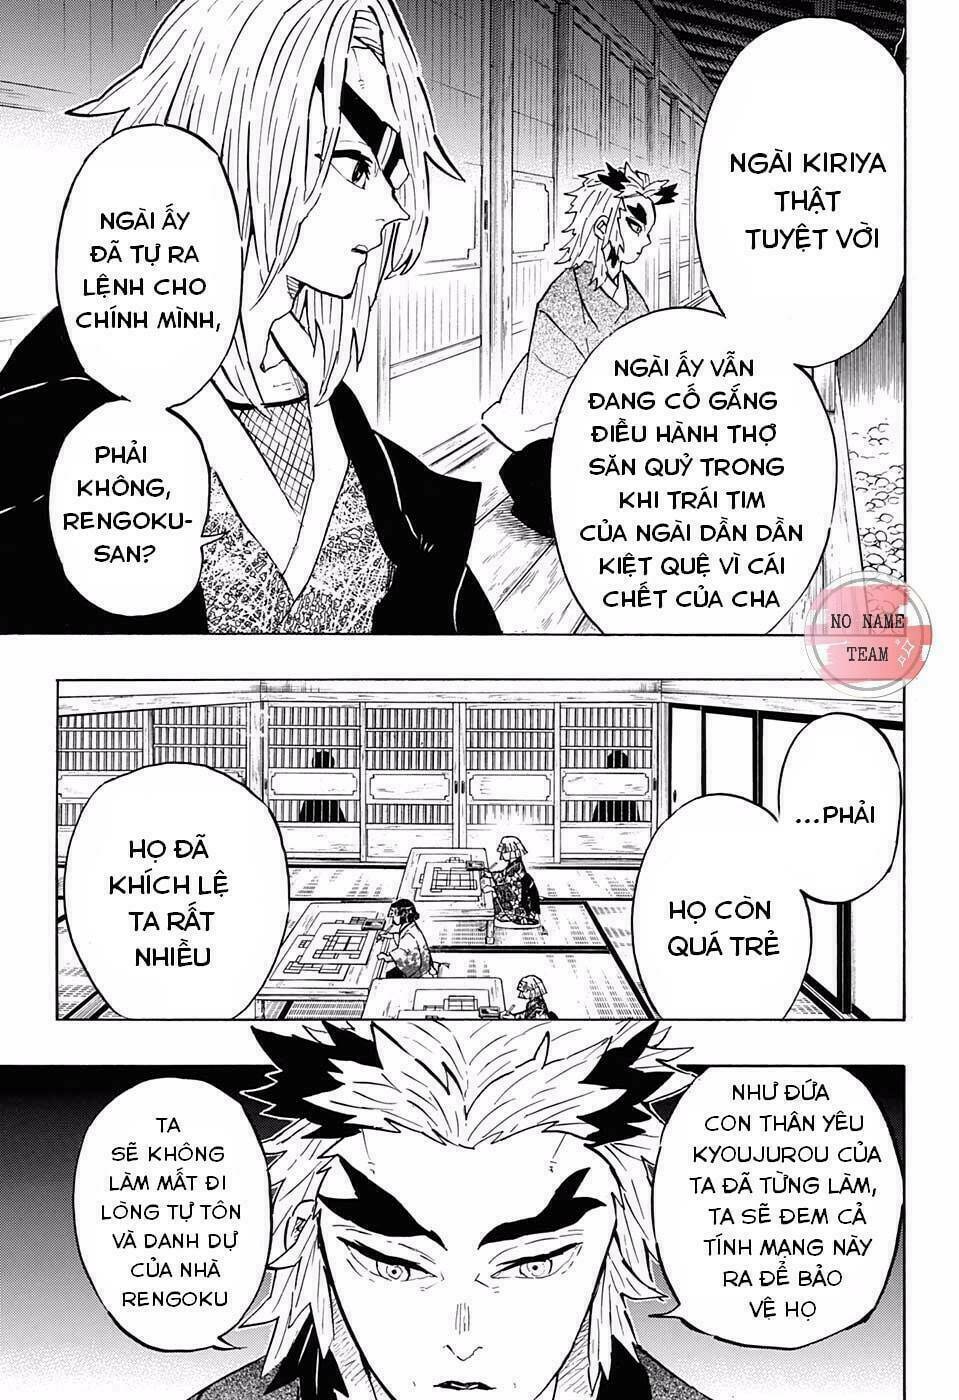 NGÀI KIRIYA
THẬT
TUYỆT VỜI
NGÀI ẤY VẪN
ĐANG CỐ GẮNG
ĐIỀU HÀNH THỢ
SĂN QUỶ TRONG
KHI TRÁI TIM
CỦA NGÀI DẦN DẦN
KIỆT QUỆ VÌ CÁI
CHẾT CỦA CHA
NGÀI ẤY
ĐÃ TỰ RA
LỆNH CHO
CHÍNH MÌNH,
PHẢI
KHÔNG,
RENGOKU-
SAN?
NO NAME
TEAM
...PHẢI
HỌ CÒN
QUÁ TRẺ
HỌ ĐÃ
KHÍCH LỆ
TA RẤT
NHIỀU
NHƯ ĐỨA
CON THÂN YÊU
KYOUJUROU CỦA
TA ĐÃ TỪNG LÀM,
TA SẼ ĐEM CẢ
TÍNH MẠNG NÀY
RA ĐỂ BẢO
VỆ HỌ
TA
SẼ KHÔNG
LÀM MẤT ĐI
LÒNG TỰ TÔN
VÀ DANH DỰ
CỦA NHÀ
RENGOKU